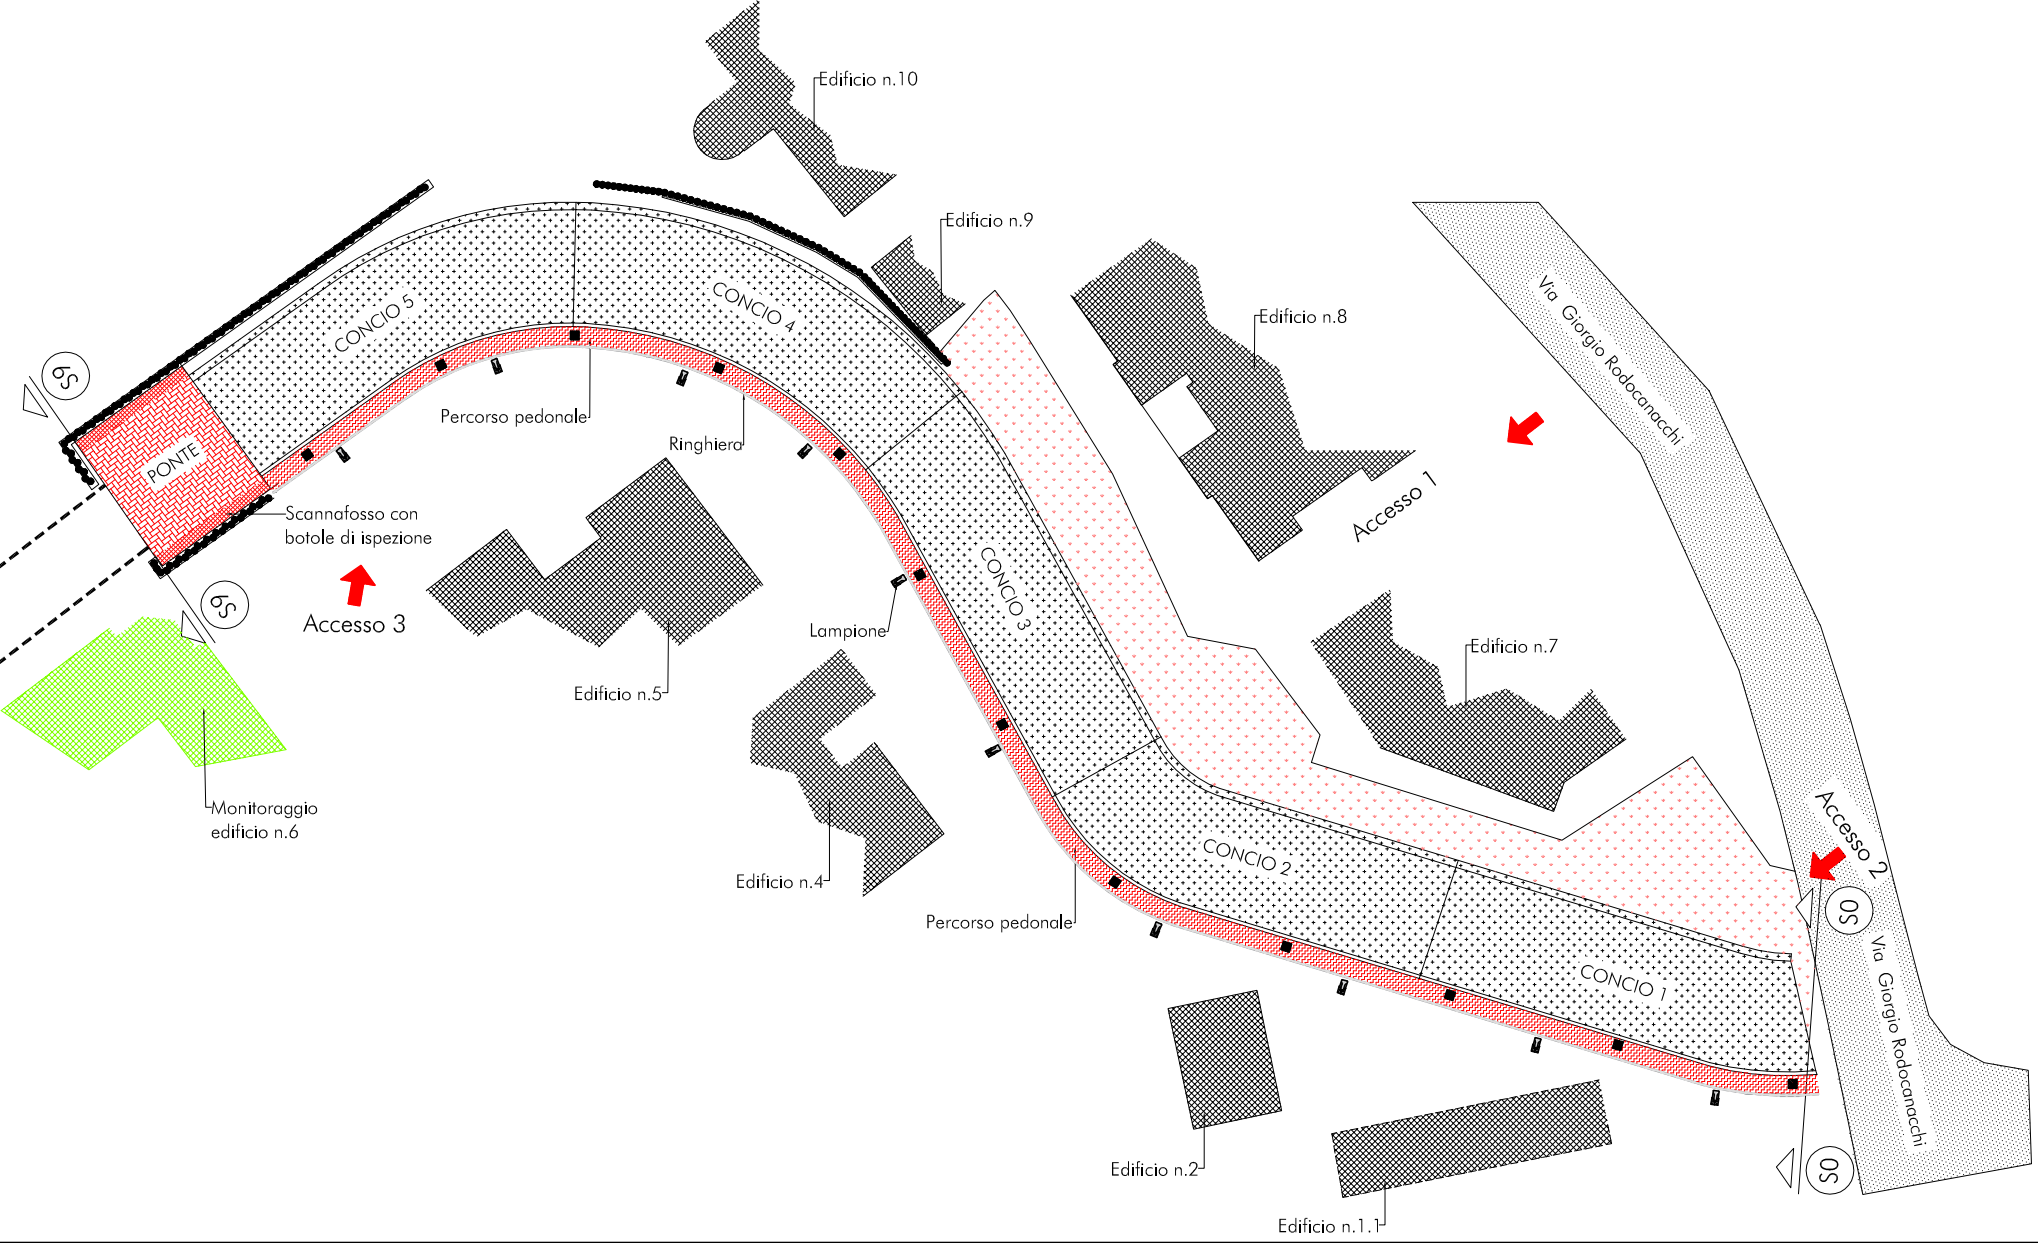 Edificio n.10
Edificio n.9
Edificio n.8
Via Giorgio Rodocanacchi
CONCIO 5
CONCIO 4
S9
PONTE
Percorso pedonale
Ringhiera
Accesso 1
Scannafosso con
botole di ispezione
S9
Accesso 3
CONCIO 3
Lampione
Edificio n.7
Edificio n.5
Monitoraggio
edificio n.6
Accesso 2
CONCIO 2
Edificio n.4
Percorso pedonale
S0
CONCIO 1
Via Giorgio Rodocanacchi
Edificio n.2
S0
Edificio n.1.1